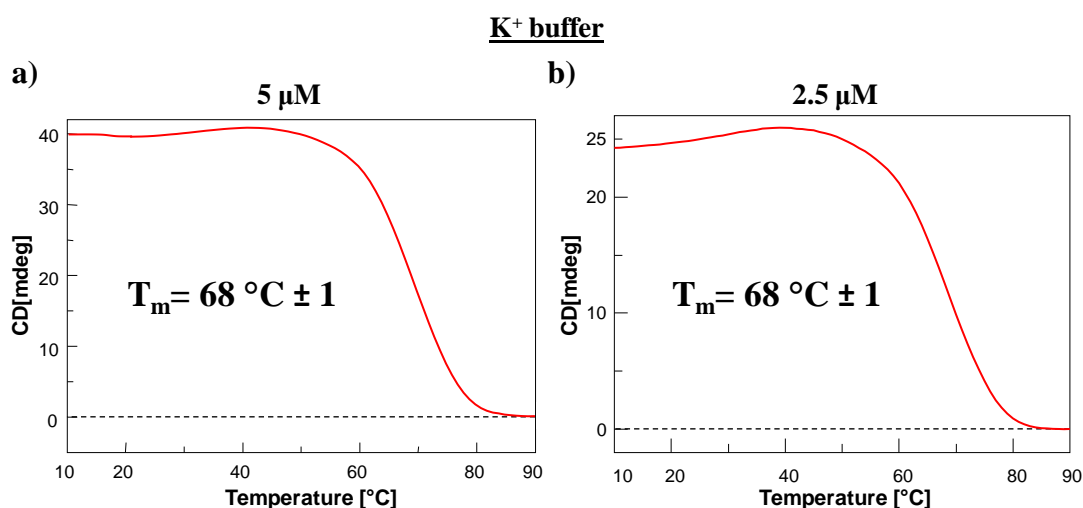 K+ buffer
a)
5 μM
40
30
20
10
0
CD[mdeg]
Tm= 68 °C ± 1
10 20 40 60 80 90
Temperature [°C]
b)
2.5 μM
25
20
10
0
CD[mdeg]
Tm= 68 °C ± 1
10 20 40 60 80 90
Temperature [°C]